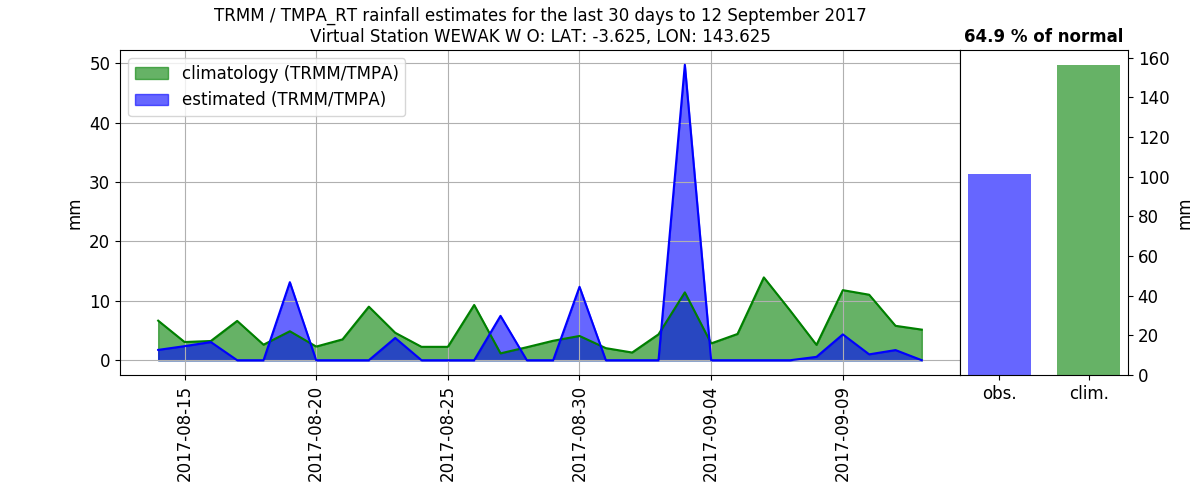 TRMM / TMPA_RT rainfall estimates for the last 30 days to 12 September 2017
Virtual Station WEWAK W O: LAT: -3.625, LON: 143.625
64.9 % of normal
climatology (TRMM/TMPA)
estimated (TRMM/TMPA)
50
40
30
20
10
0
mm
2017-08-15
2017-08-20
2017-08-25
2017-08-30
2017-09-04
2017-09-09
160
140
120
100
80
60
40
20
0
mm
obs.
clim.